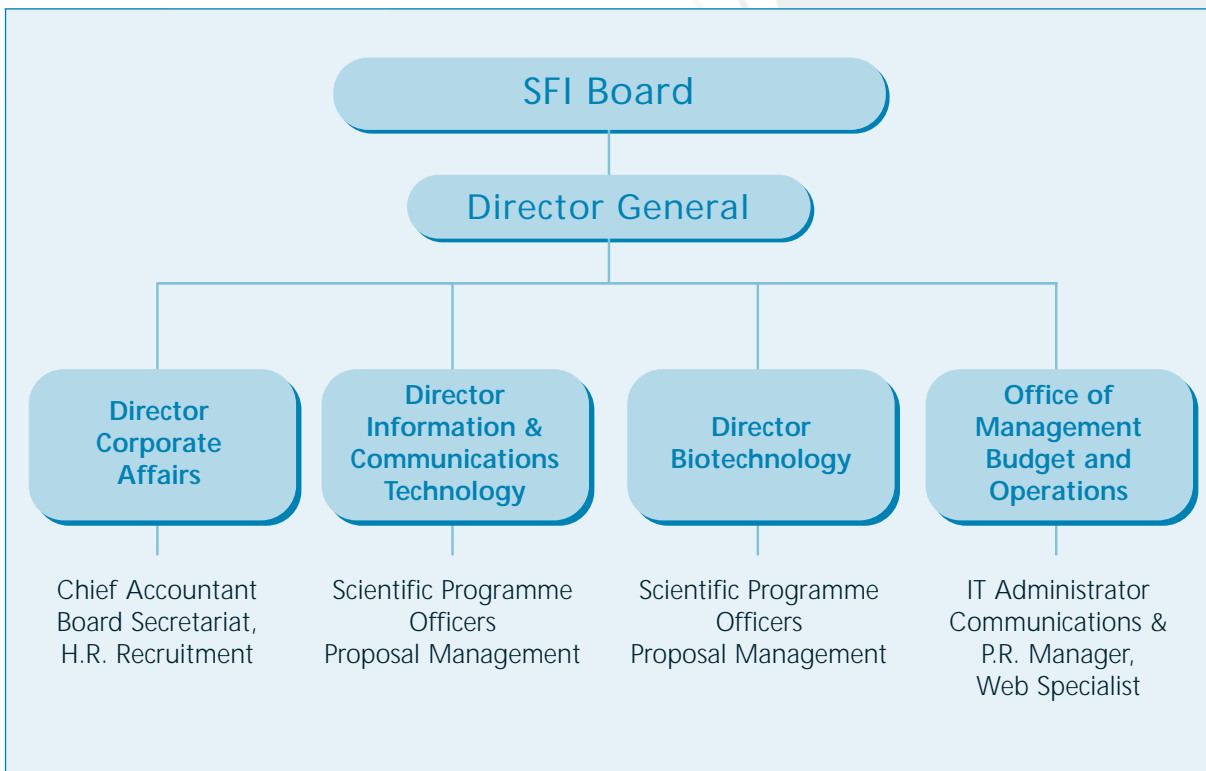 SFI Board
Director General
Director
Corporate
Affairs
Director
Information &
Communications
Technology
Director
Biotechnology
Office of
Management
Budget and
Operations
Chief Accountant
Board Secretariat,
H.R. Recruitment
Scientific Programme
Officers
Proposal Management
Scientific Programme
Officers
Proposal Management
IT Administrator
Communications &
P.R. Manager,
Web Specialist